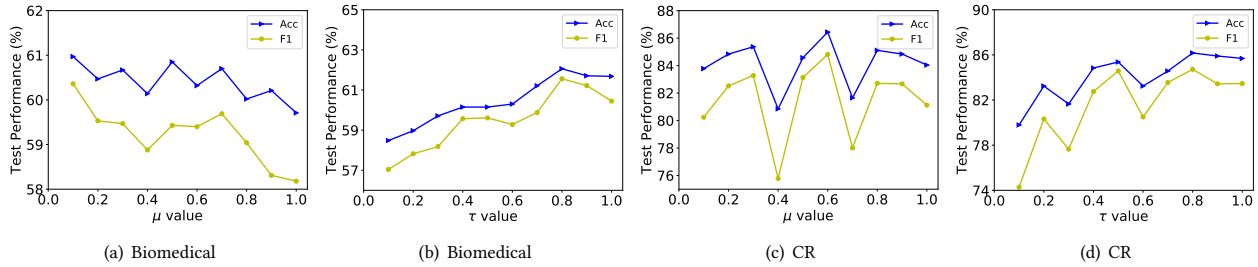 62
61
60
59
58
0.0 0.2 0.4 0.6 0.8 1.0
Test Performance (%)
μ value
Acc
F1
(a) Biomedical
65
63
61
59
57
0.0 0.2 0.4 0.6 0.8 1.0
Test Performance (%)
τ value
Acc
F1
(b) Biomedical
88
86
84
82
80
78
76
0.0 0.2 0.4 0.6 0.8 1.0
Test Performance (%)
μ value
Acc
F1
(c) CR
90
86
82
78
74
0.0 0.2 0.4 0.6 0.8 1.0
Test Performance (%)
τ value
Acc
F1
(d) CR